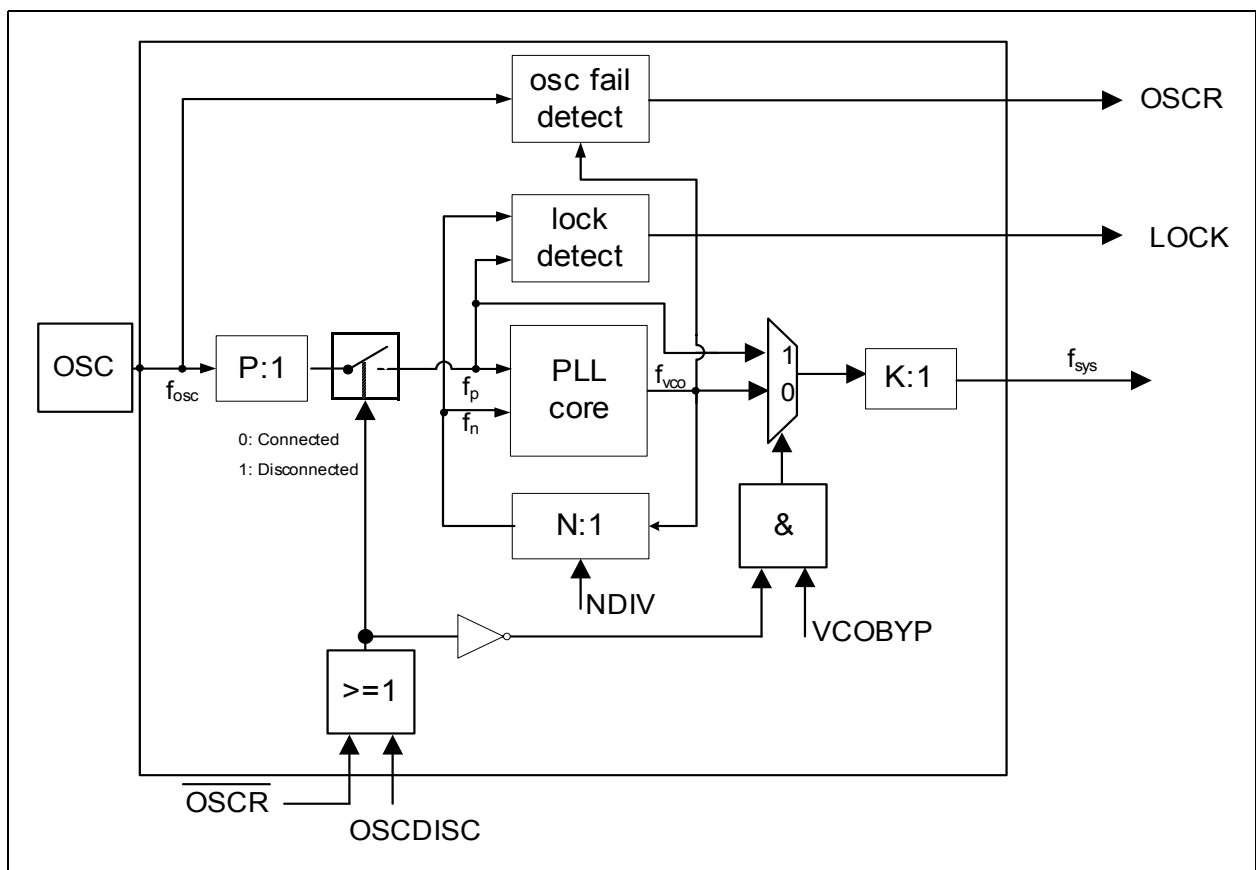 osc fail
detect
OSCR
lock
detect
LOCK
OSC
P:1
PLL
core
1
0
K:1
fosc
fp
fn
fvco
fsys
0: Connected
1: Disconnected
N:1
&
NDIV
VCOBYP
>=1
OSCR
OSCDISC